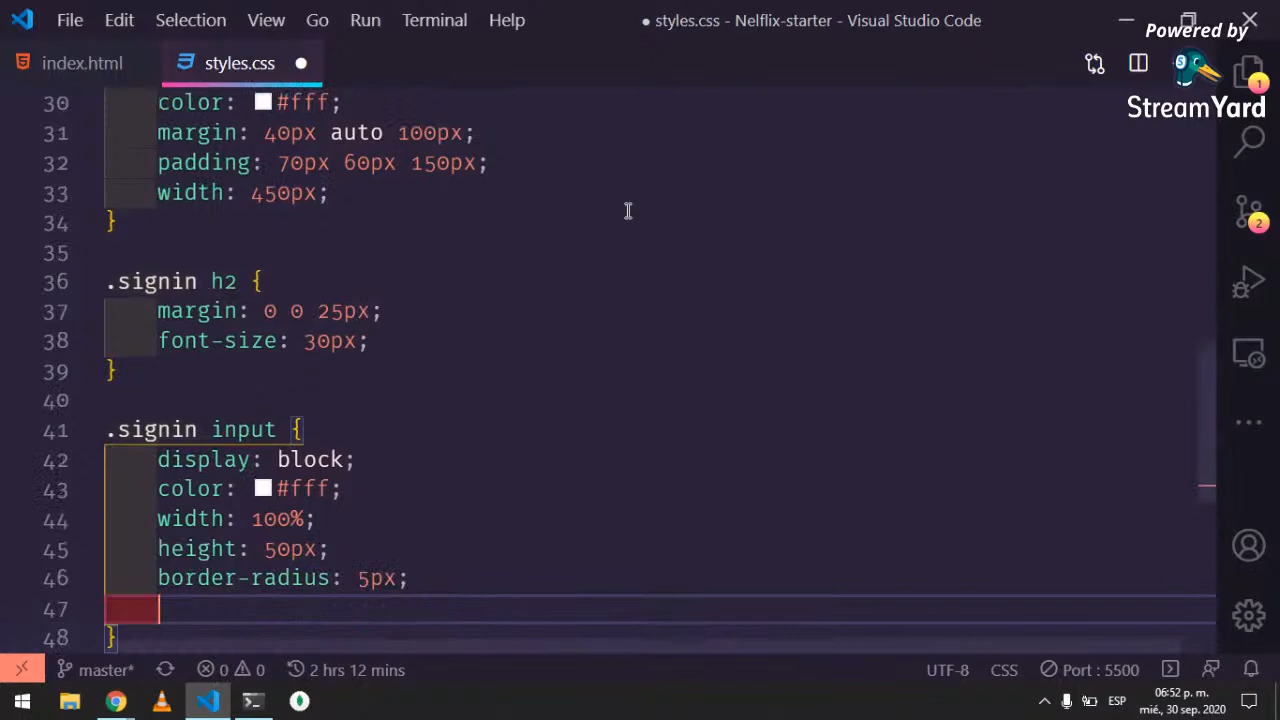 File Edit Selection View Go Run Terminal Help
● styles.css - Nelflix-starter - Visual Studio Code
Powered by
StreamYard
index.html
styles.css
30 color: #fff;
31 margin: 40px auto 100px;
32 padding: 70px 60px 150px;
33 width: 450px;
34 }
35
36 .signin h2 {
37 margin: 0 0 25px;
38 font-size: 30px;
39 }
40
41 .signin input {
42 display: block;
43 color: #fff;
44 width: 100%;
45 height: 50px;
46 border-radius: 5px;
47
48 }
1
2
master* 0 0 2 hrs 12 mins UTF-8 CSS Port : 5500
ESP
06:52 p. m.
mié, 30 sep. 2020